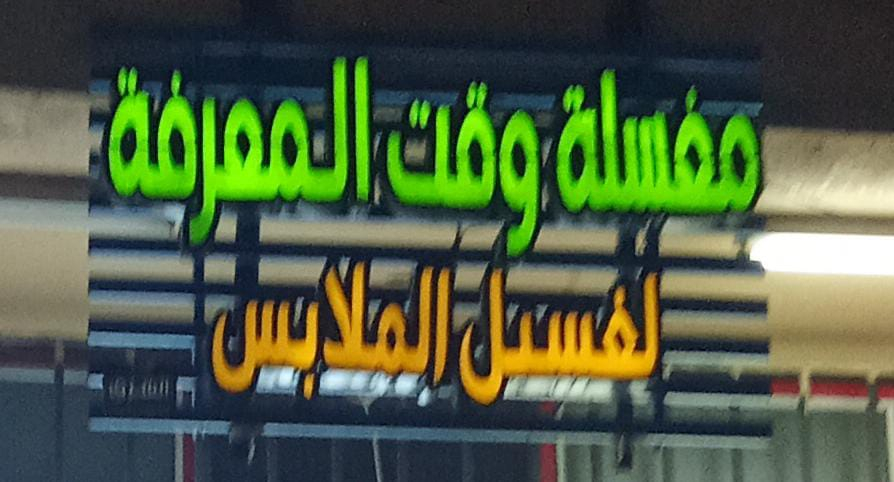 مغسلة وقت المعرفة
لغسيل الملابس